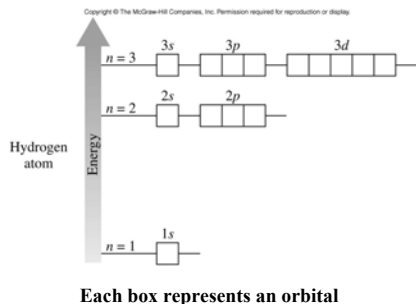 Copyright © The McGraw-Hill Companies, Inc. Permission required for reproduction or display.
3s 3p 3d
n = 3
2s 2p
n = 2
Hydrogen
atom
Energy
1s
n = 1
Each box represents an orbital